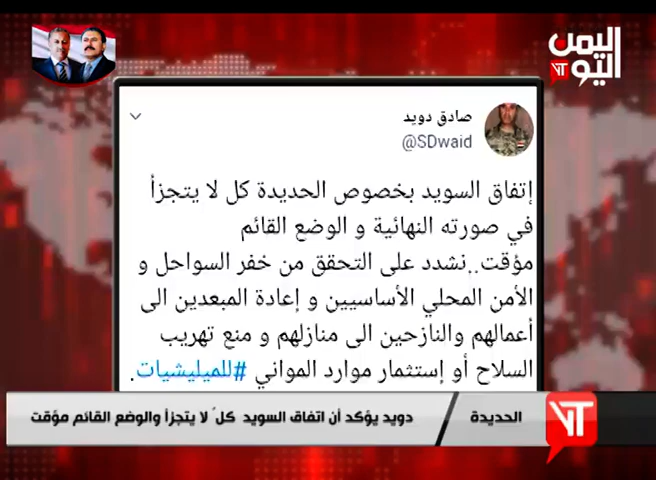 اليمن
اليوم
صادق دويد
@SDwaid
إتفاق السويد بخصوص الحديدة كل لا يتجزأ
في صورته النهائية و الوضع القائم
مؤقت..نشدد على التحقق من خفر السواحل و
الأمن المحلي الأساسيين و إعادة المبعدين الى
أعمالهم والنازحين الى منازلهم و منع تهريب
السلاح أو إستثمار موارد المواني #للميليشيات.
الحديدة
دويد يؤكد أن اتفاق السويد كلٌ لا يتجزأ والوضع القائم مؤقت